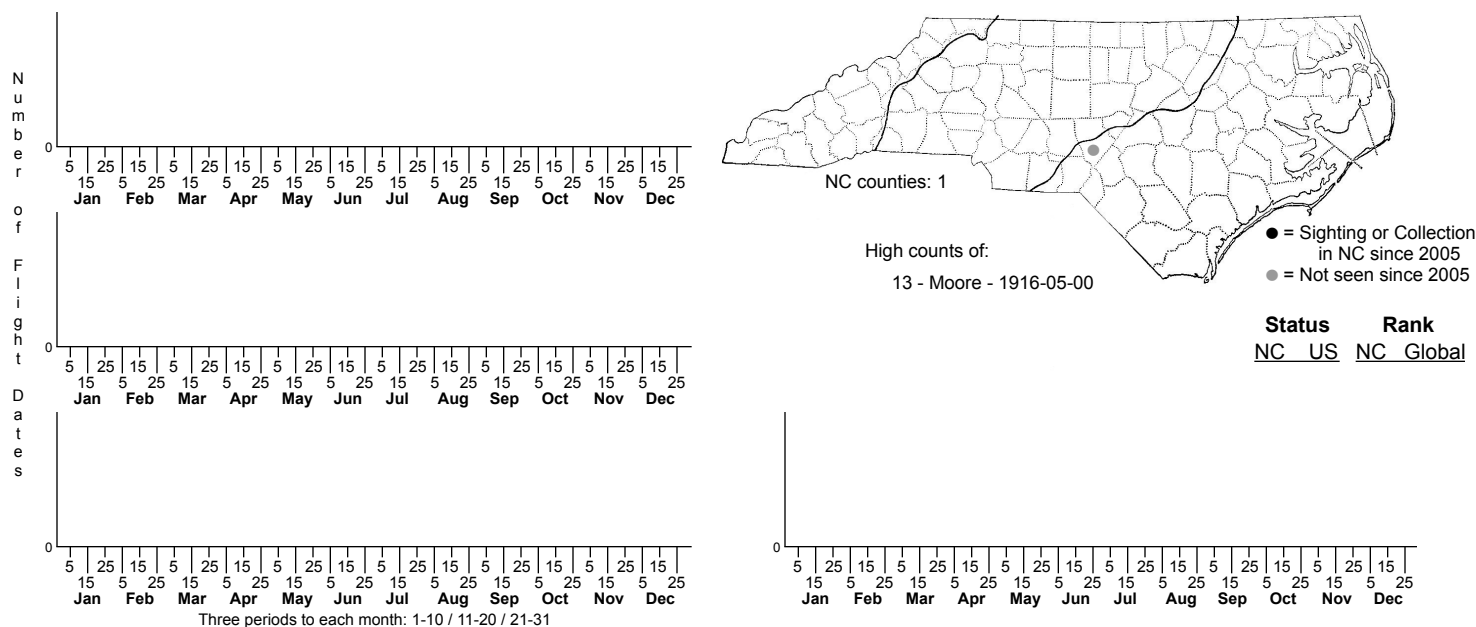 Number of Flight Dates
0
5 15 25 5 15 25 5 15 25 5 15 25 5 15 25 5 15 25 5 15 25 5 15 25 5 15 25 5 15 25 5 15 25 5 15 25
Jan Feb Mar Apr May Jun Jul Aug Sep Oct Nov Dec
NC counties: 1
High counts of:
13 - Moore - 1916-05-00
= Sighting or Collection
in NC since 2005
= Not seen since 2005
Status Rank
NC US NC Global
0
5 15 25 5 15 25 5 15 25 5 15 25 5 15 25 5 15 25 5 15 25 5 15 25 5 15 25 5 15 25 5 15 25 5 15 25
Jan Feb Mar Apr May Jun Jul Aug Sep Oct Nov Dec
0
5 15 25 5 15 25 5 15 25 5 15 25 5 15 25 5 15 25 5 15 25 5 15 25 5 15 25 5 15 25 5 15 25 5 15 25
Jan Feb Mar Apr May Jun Jul Aug Sep Oct Nov Dec
Three periods to each month: 1-10 / 11-20 / 21-31
0
5 15 25 5 15 25 5 15 25 5 15 25 5 15 25 5 15 25 5 15 25 5 15 25 5 15 25 5 15 25 5 15 25 5 15 25
Jan Feb Mar Apr May Jun Jul Aug Sep Oct Nov Dec